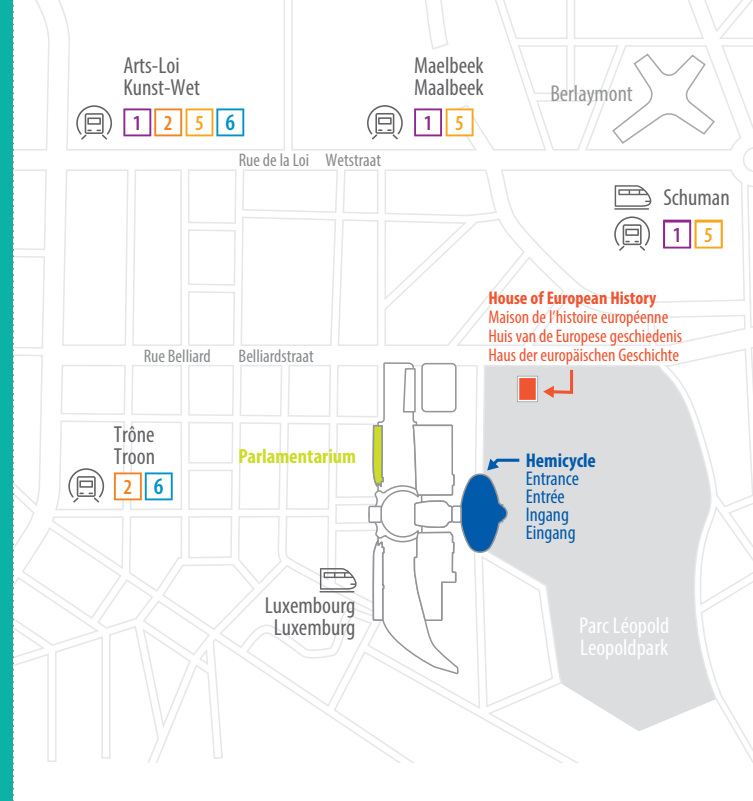 Arts-Loi
Kunst-Wet
1 2 5 6
Maelbeek
Maalbeek
1 5
Berlaymont
Rue de la Loi Wetstraat
Schuman
1 5
House of European History
Maison de l'histoire européenne
Huis van de Europese geschiedenis
Haus der europäischen Geschichte
Rue Belliard Belliardstraat
Trône
Troon
2 6
Parlamentarium
Hemicycle
Entrance
Entrée
Ingang
Eingang
Luxembourg
Luxemburg
Parc Léopold
Leopoldpark